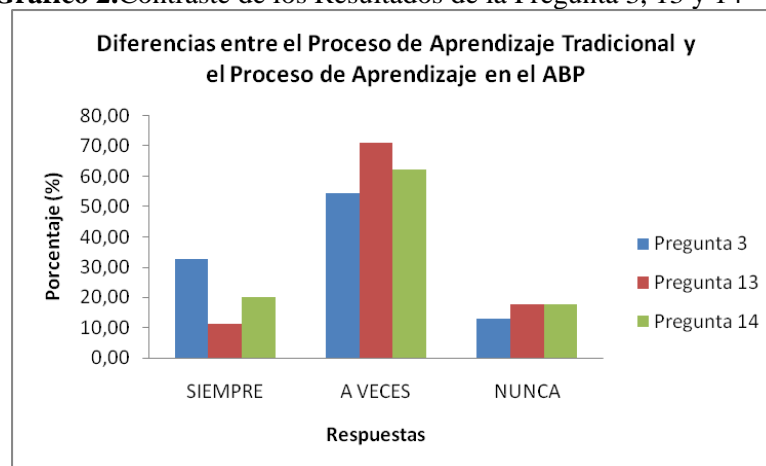 Gráfico 2.Contraste de los Resultados de la Pregunta 3, 13 y 14
Diferencias entre el Proceso de Aprendizaje Tradicional y
el Proceso de Aprendizaje en el ABP
80,00
70,00
60,00
50,00
40,00
30,00
20,00
10,00
0,00
Porcentaje (%)
SIEMPRE
A VECES
NUNCA
Respuestas
Pregunta 3
Pregunta 13
Pregunta 14